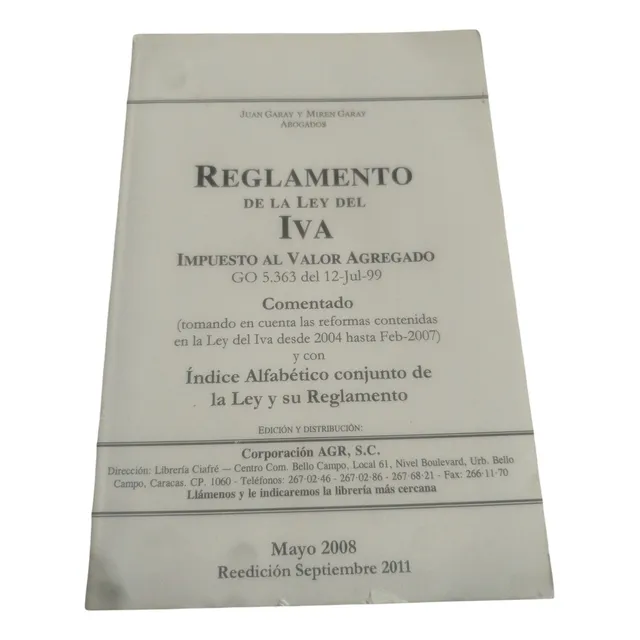 JUAN GARAY Y MIREN GARAY
ABOGADOS
REGLAMENTO
DE LA LEY DEL
IVA
IMPUESTO AL VALOR AGREGADO
GO 5.363 del 12-Jul-99
Comentado
(tomando en cuenta las reformas contenidas
en la Ley del Iva desde 2004 hasta Feb-2007)
y con
Índice Alfabético conjunto de
la Ley y su Reglamento
EDICIÓN Y DISTRIBUCIÓN:
Corporación AGR, S.C.
Dirección: Librería Ciafré — Centro Com. Bello Campo, Local 61, Nivel Boulevard, Urb. Bello
Campo, Caracas. CP. 1060 - Teléfonos: 267·02·46 - 267·02·86 - 267·68·21 - Fax: 266·11·70
Llámenos y le indicaremos la librería más cercana
Mayo 2008
Reedición Septiembre 2011